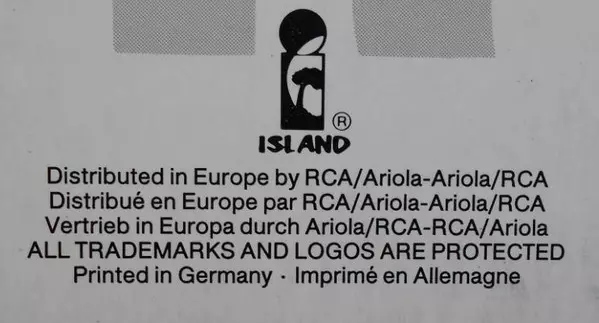 ®
ISLAND
Distributed in Europe by RCA/Ariola-Ariola/RCA
Distribué en Europe par RCA/Ariola-Ariola/RCA
Vertrieb in Europa durch Ariola/RCA-RCA/Ariola
ALL TRADEMARKS AND LOGOS ARE PROTECTED
Printed in Germany · Imprimé en Allemagne